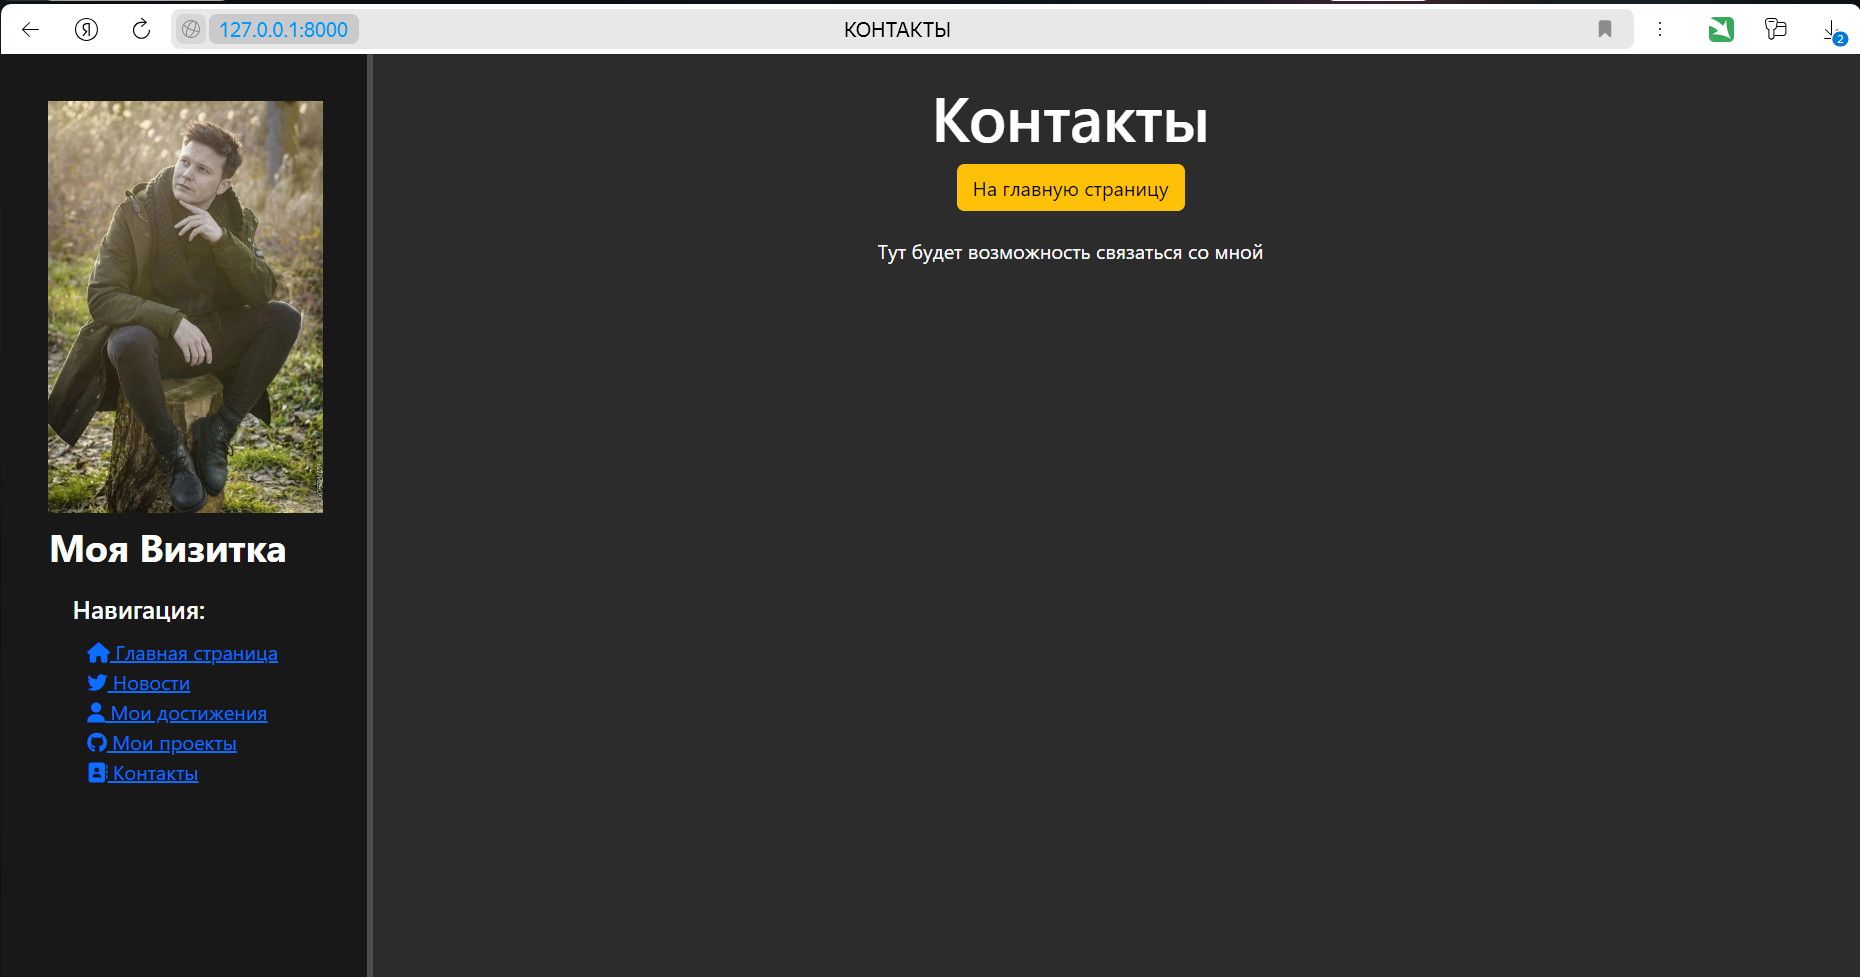 Я
127.0.0.1:8000
КОНТАКТЫ
2
Контакты
На главную страницу
Тут будет возможность связаться со мной
Моя Визитка
Навигация:
Главная страница
Новости
Мои достижения
Мои проекты
Контакты